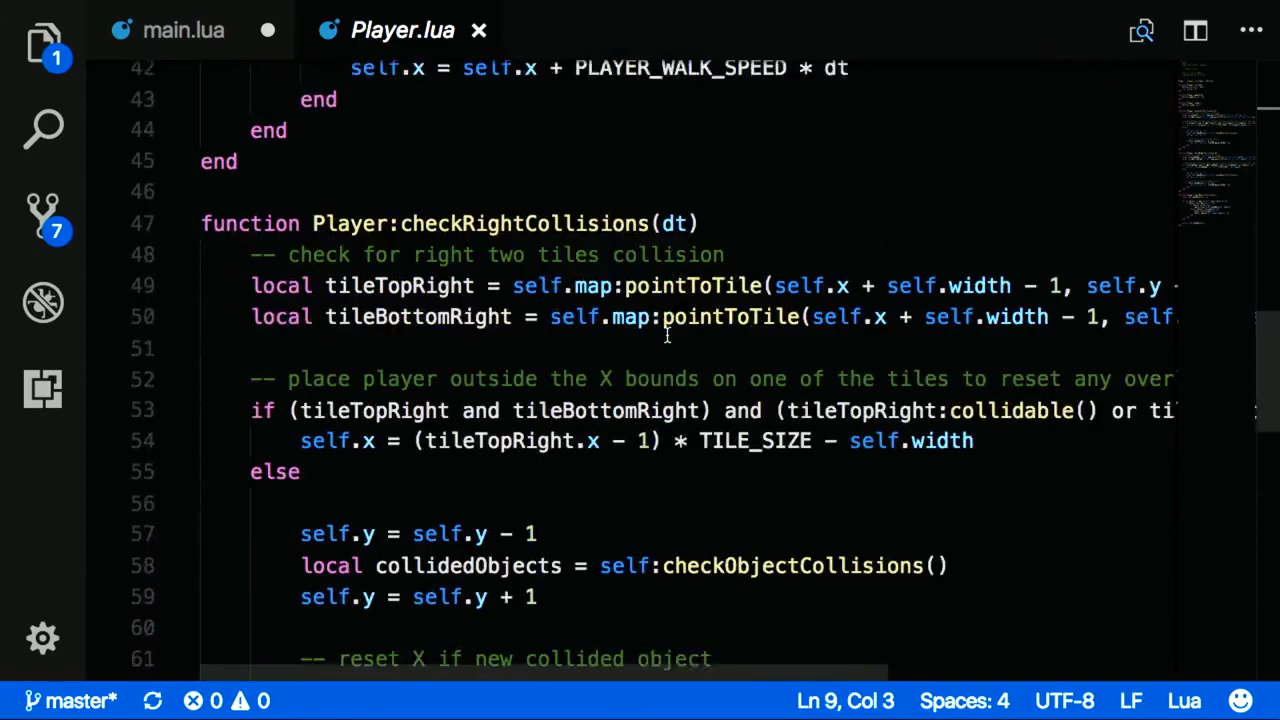 main.lua
Player.lua
1
7
42 self.x = self.x + PLAYER_WALK_SPEED * dt
43 end
44 end
45 end
46
47 function Player:checkRightCollisions(dt)
48 -- check for right two tiles collision
49 local tileTopRight = self.map:pointToTile(self.x + self.width - 1, self.y
50 local tileBottomRight = self.map:pointToTile(self.x + self.width - 1, self.
51
52 -- place player outside the X bounds on one of the tiles to reset any over
53 if (tileTopRight and tileBottomRight) and (tileTopRight:collidable() or til
54 self.x = (tileTopRight.x - 1) * TILE_SIZE - self.width
55 else
56
57 self.y = self.y - 1
58 local collidedObjects = self:checkObjectCollisions()
59 self.y = self.y + 1
60
61 -- reset X if new collided object
master* 0 0 Ln 9, Col 3 Spaces: 4 UTF-8 LF Lua